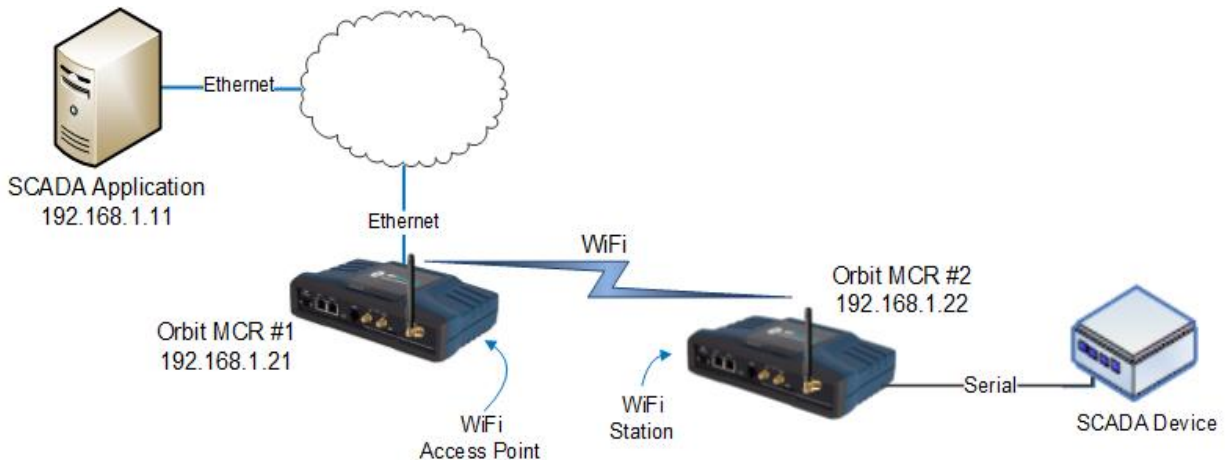 Ethernet
SCADA Application
192.168.1.11
Ethernet
WiFi
Orbit MCR #1
192.168.1.21
Orbit MCR #2
192.168.1.22
WiFi
Access Point
WiFi
Station
Serial
SCADA Device